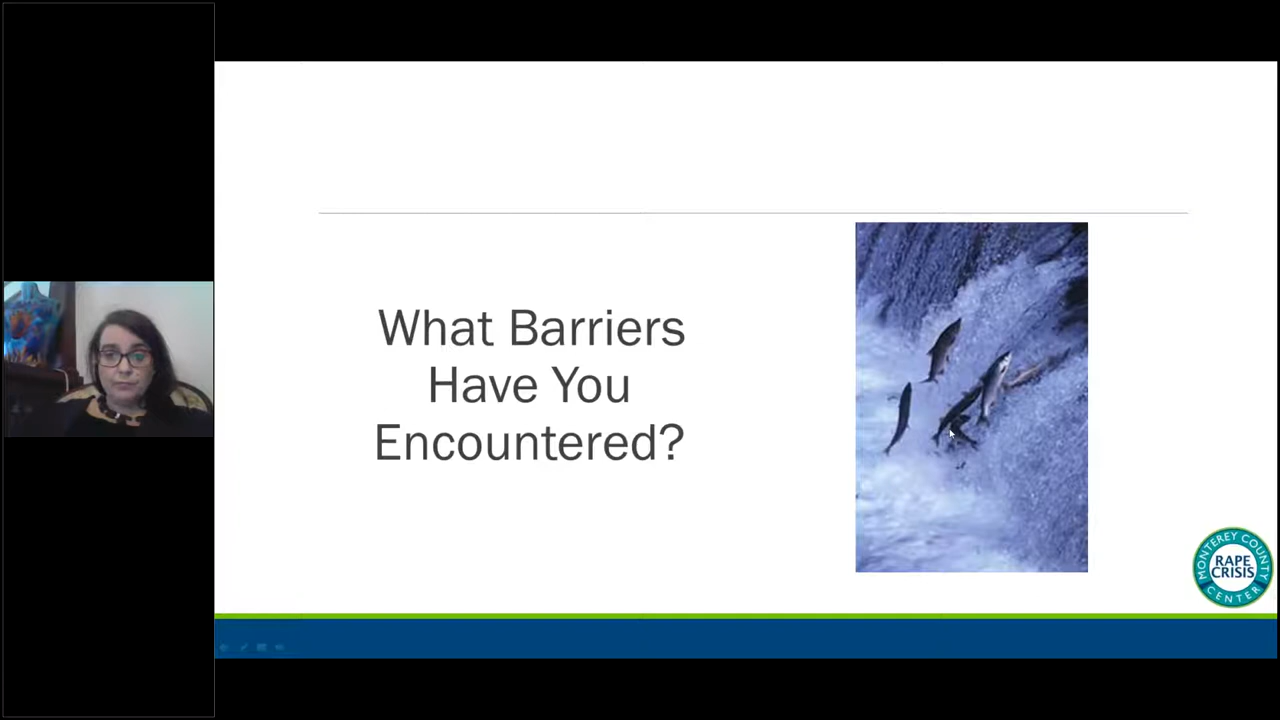 What Barriers
Have You
Encountered?
MONTEREY COUNTY
RAPE
CRISIS
CENTER